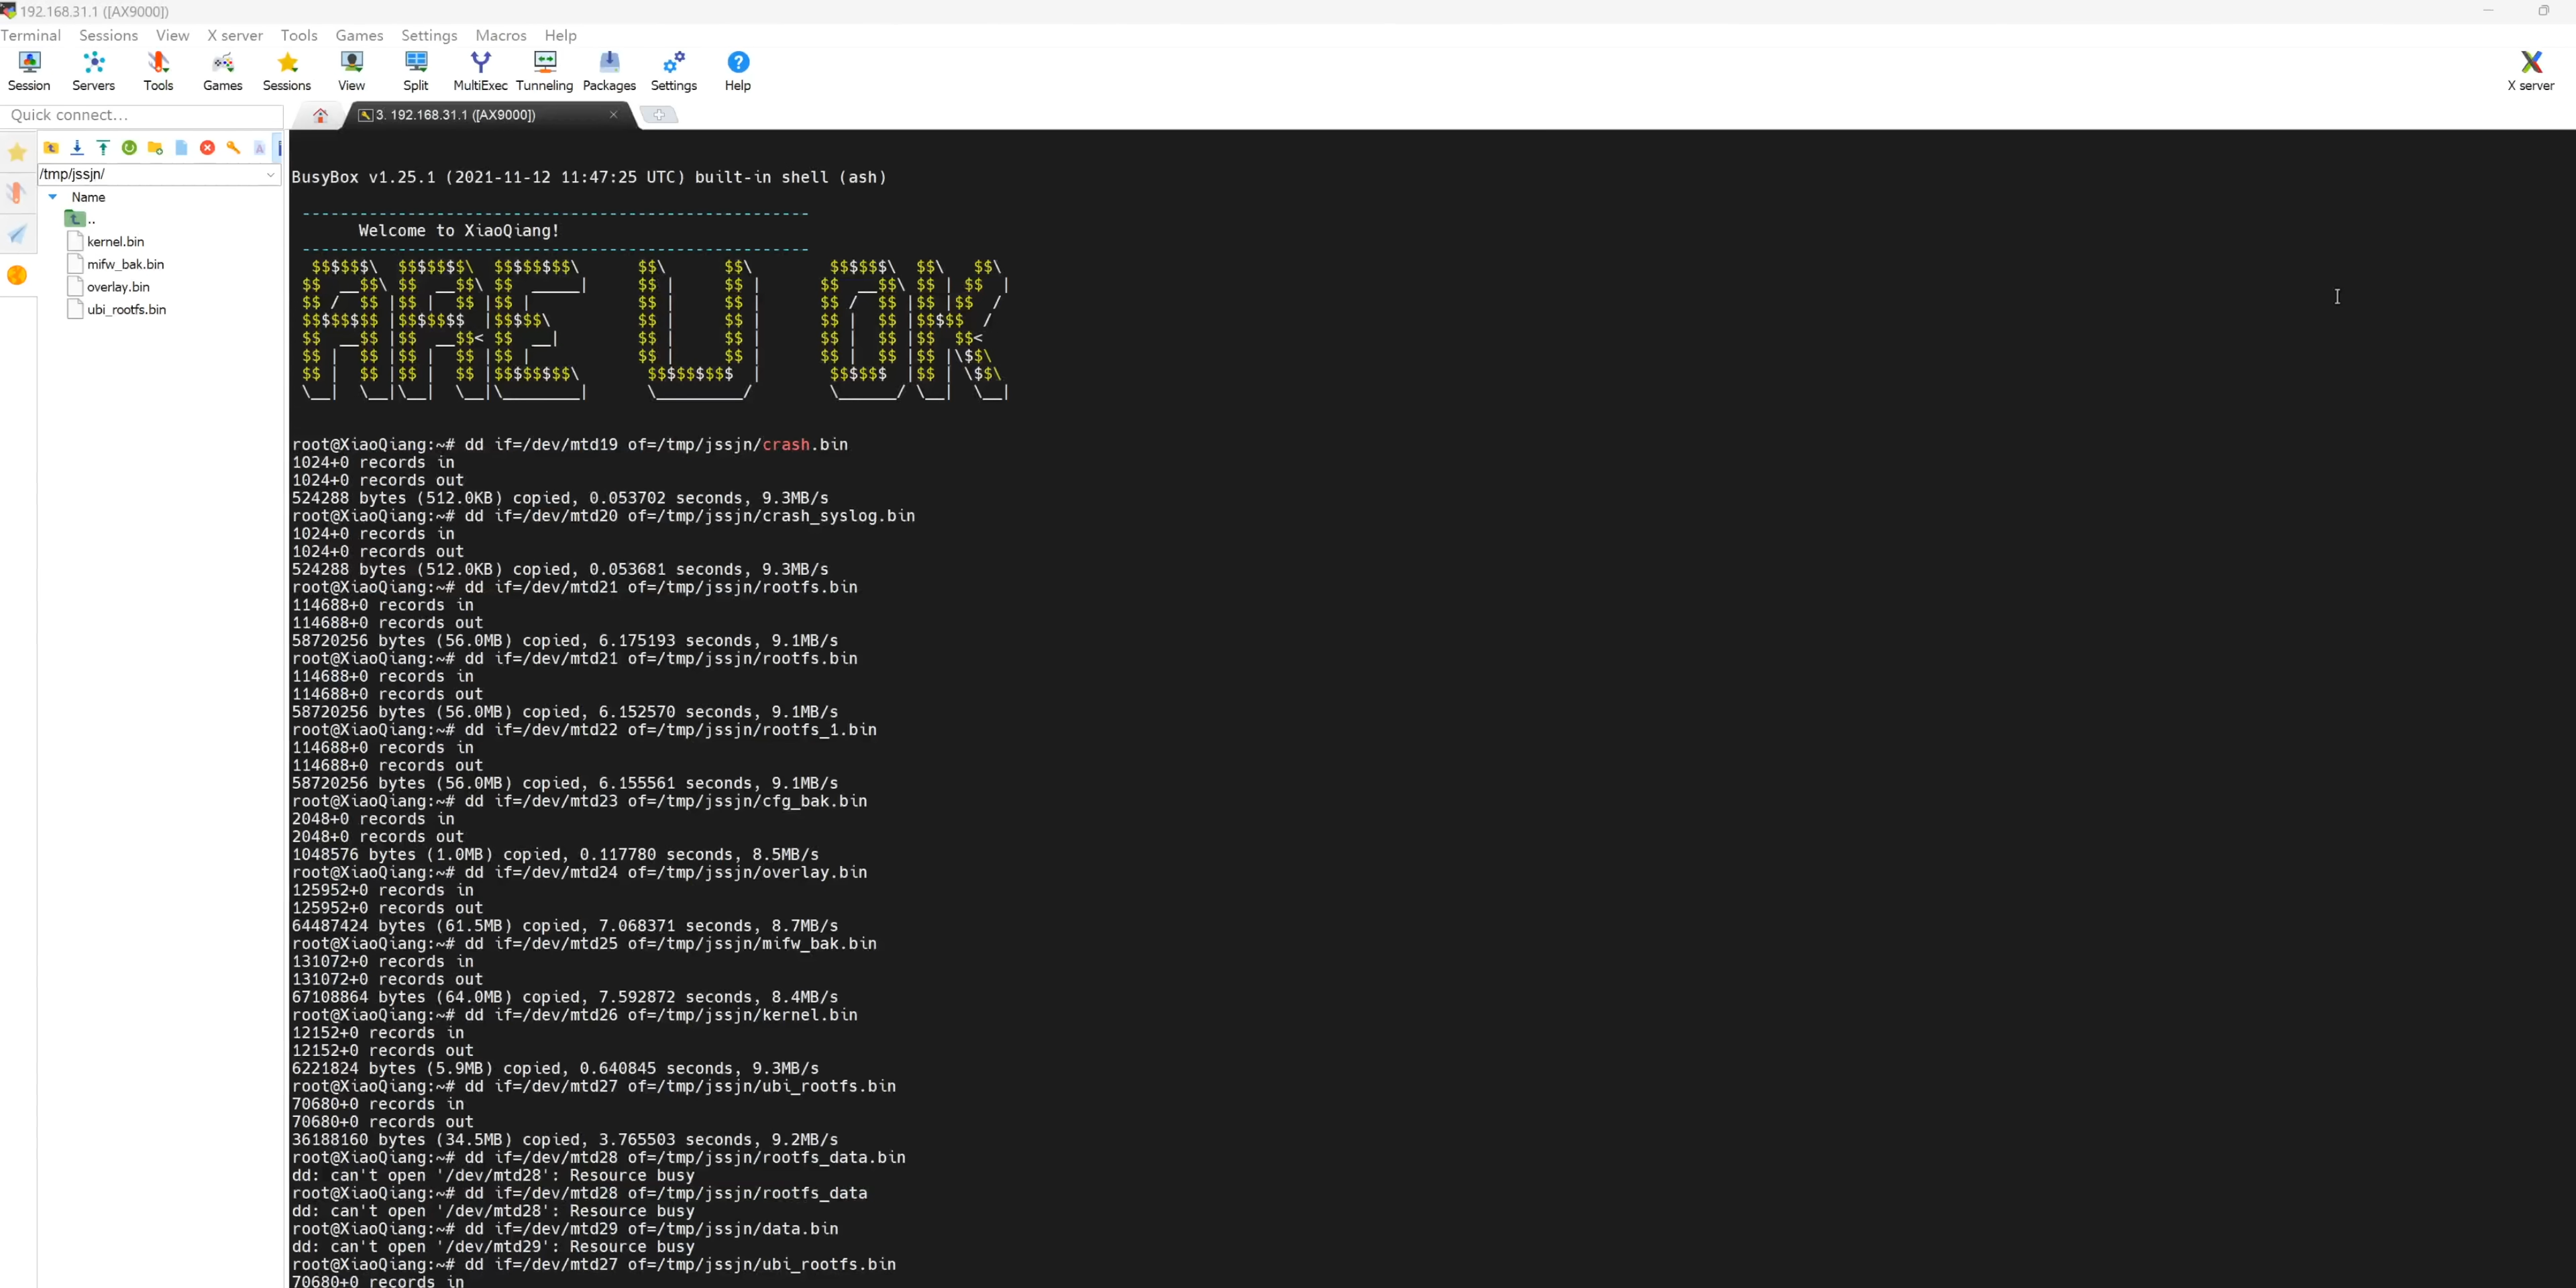 192.168.31.1 ([AX9000])
Terminal Sessions View X server Tools Games Settings Macros Help
Session Servers Tools Games Sessions View Split MultiExec Tunneling Packages Settings Help X server
Quick connect...
3. 192.168.31.1 ([AX9000])
/tmp/jssjn/
Name
..
kernel.bin
mifw_bak.bin
overlay.bin
ubi_rootfs.bin
BusyBox v1.25.1 (2021-11-12 11:47:25 UTC) built-in shell (ash)
Welcome to XiaoQiang!
ARE U OK
root@XiaoQiang:~# dd if=/dev/mtd19 of=/tmp/jssjn/crash.bin
1024+0 records in
1024+0 records out
524288 bytes (512.0KB) copied, 0.053702 seconds, 9.3MB/s
root@XiaoQiang:~# dd if=/dev/mtd20 of=/tmp/jssjn/crash_syslog.bin
1024+0 records in
1024+0 records out
524288 bytes (512.0KB) copied, 0.053681 seconds, 9.3MB/s
root@XiaoQiang:~# dd if=/dev/mtd21 of=/tmp/jssjn/rootfs.bin
114688+0 records in
114688+0 records out
58720256 bytes (56.0MB) copied, 6.175193 seconds, 9.1MB/s
root@XiaoQiang:~# dd if=/dev/mtd21 of=/tmp/jssjn/rootfs.bin
114688+0 records in
114688+0 records out
58720256 bytes (56.0MB) copied, 6.152570 seconds, 9.1MB/s
root@XiaoQiang:~# dd if=/dev/mtd22 of=/tmp/jssjn/rootfs_1.bin
114688+0 records in
114688+0 records out
58720256 bytes (56.0MB) copied, 6.155561 seconds, 9.1MB/s
root@XiaoQiang:~# dd if=/dev/mtd23 of=/tmp/jssjn/cfg_bak.bin
2048+0 records in
2048+0 records out
1048576 bytes (1.0MB) copied, 0.117780 seconds, 8.5MB/s
root@XiaoQiang:~# dd if=/dev/mtd24 of=/tmp/jssjn/overlay.bin
125952+0 records in
125952+0 records out
64487424 bytes (61.5MB) copied, 7.068371 seconds, 8.7MB/s
root@XiaoQiang:~# dd if=/dev/mtd25 of=/tmp/jssjn/mifw_bak.bin
131072+0 records in
131072+0 records out
67108864 bytes (64.0MB) copied, 7.592872 seconds, 8.4MB/s
root@XiaoQiang:~# dd if=/dev/mtd26 of=/tmp/jssjn/kernel.bin
12152+0 records in
12152+0 records out
6221824 bytes (5.9MB) copied, 0.640845 seconds, 9.3MB/s
root@XiaoQiang:~# dd if=/dev/mtd27 of=/tmp/jssjn/ubi_rootfs.bin
70680+0 records in
70680+0 records out
36188160 bytes (34.5MB) copied, 3.765503 seconds, 9.2MB/s
root@XiaoQiang:~# dd if=/dev/mtd28 of=/tmp/jssjn/rootfs_data.bin
dd: can't open '/dev/mtd28': Resource busy
root@XiaoQiang:~# dd if=/dev/mtd28 of=/tmp/jssjn/rootfs_data
dd: can't open '/dev/mtd28': Resource busy
root@XiaoQiang:~# dd if=/dev/mtd29 of=/tmp/jssjn/data.bin
dd: can't open '/dev/mtd29': Resource busy
root@XiaoQiang:~# dd if=/dev/mtd27 of=/tmp/jssjn/ubi_rootfs.bin
70680+0 records in